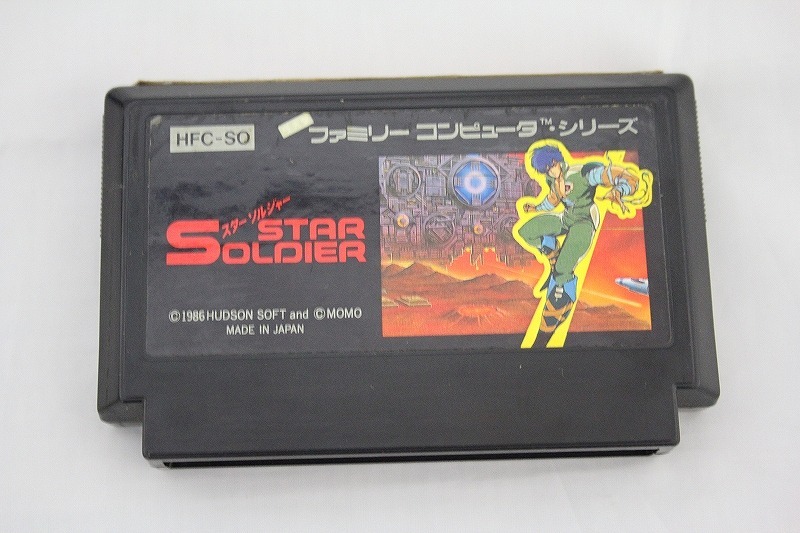 HFC-SO
ファミリー コンピュータ™・シリーズ
スターソルジャー
STAR
SOLDIER
©1986 HUDSON SOFT and ©MOMO
MADE IN JAPAN